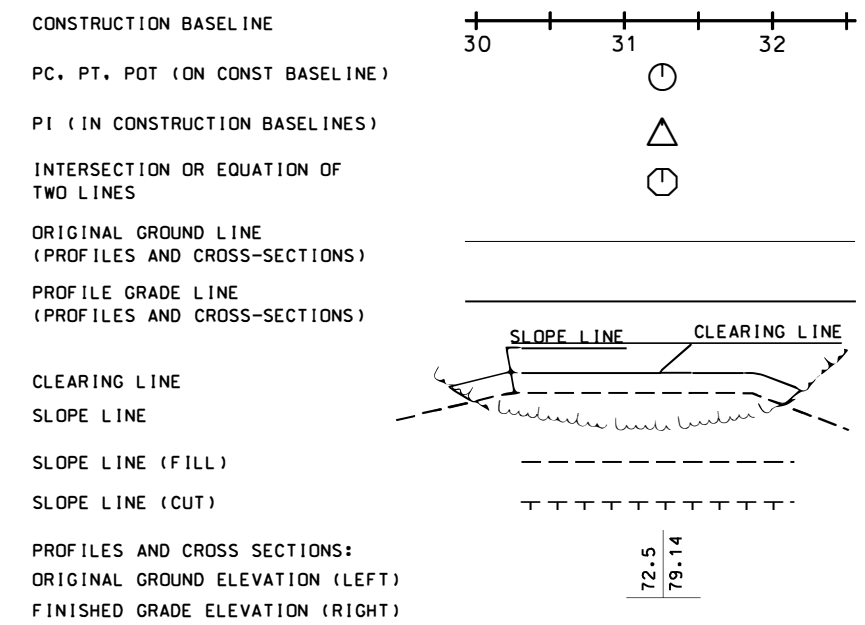 CONSTRUCTION BASELINE
30 31 32
PC, PT, POT (ON CONST BASELINE)
PI (IN CONSTRUCTION BASELINES)
INTERSECTION OR EQUATION OF
TWO LINES
ORIGINAL GROUND LINE
(PROFILES AND CROSS-SECTIONS)
PROFILE GRADE LINE
(PROFILES AND CROSS-SECTIONS)
SLOPE LINE CLEARING LINE
CLEARING LINE
SLOPE LINE
SLOPE LINE (FILL)
SLOPE LINE (CUT)
PROFILES AND CROSS SECTIONS:
ORIGINAL GROUND ELEVATION (LEFT)
FINISHED GRADE ELEVATION (RIGHT)
72.5
79.14